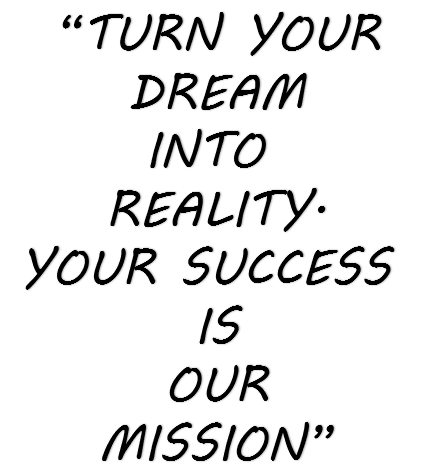 “TURN YOUR
DREAM
INTO
REALITY.
YOUR SUCCESS
IS
OUR
MISSION”